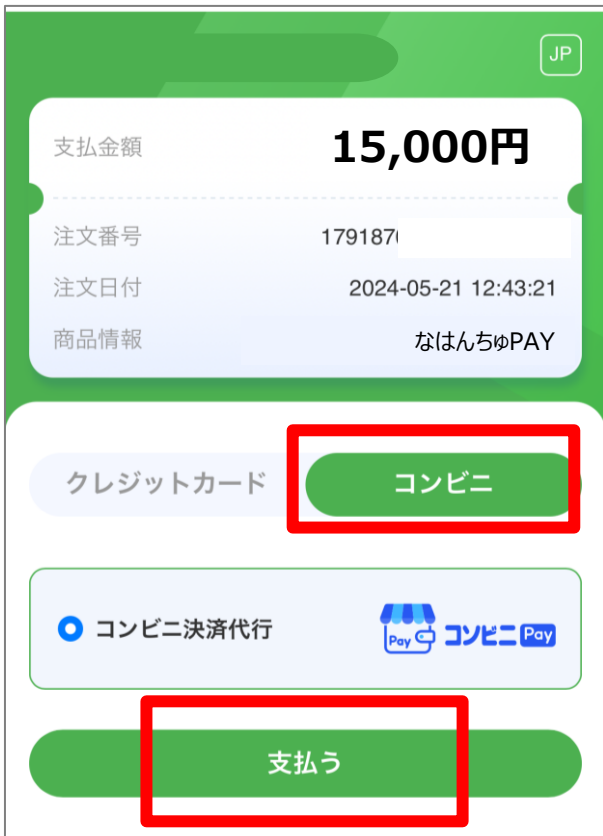 JP
支払金額 15,000円
注文番号 179187
注文日付 2024-05-21 12:43:21
商品情報 なはんちゅPAY
クレジットカード コンビニ
コンビニ決済代行 Pay コンビニ Pay
支払う